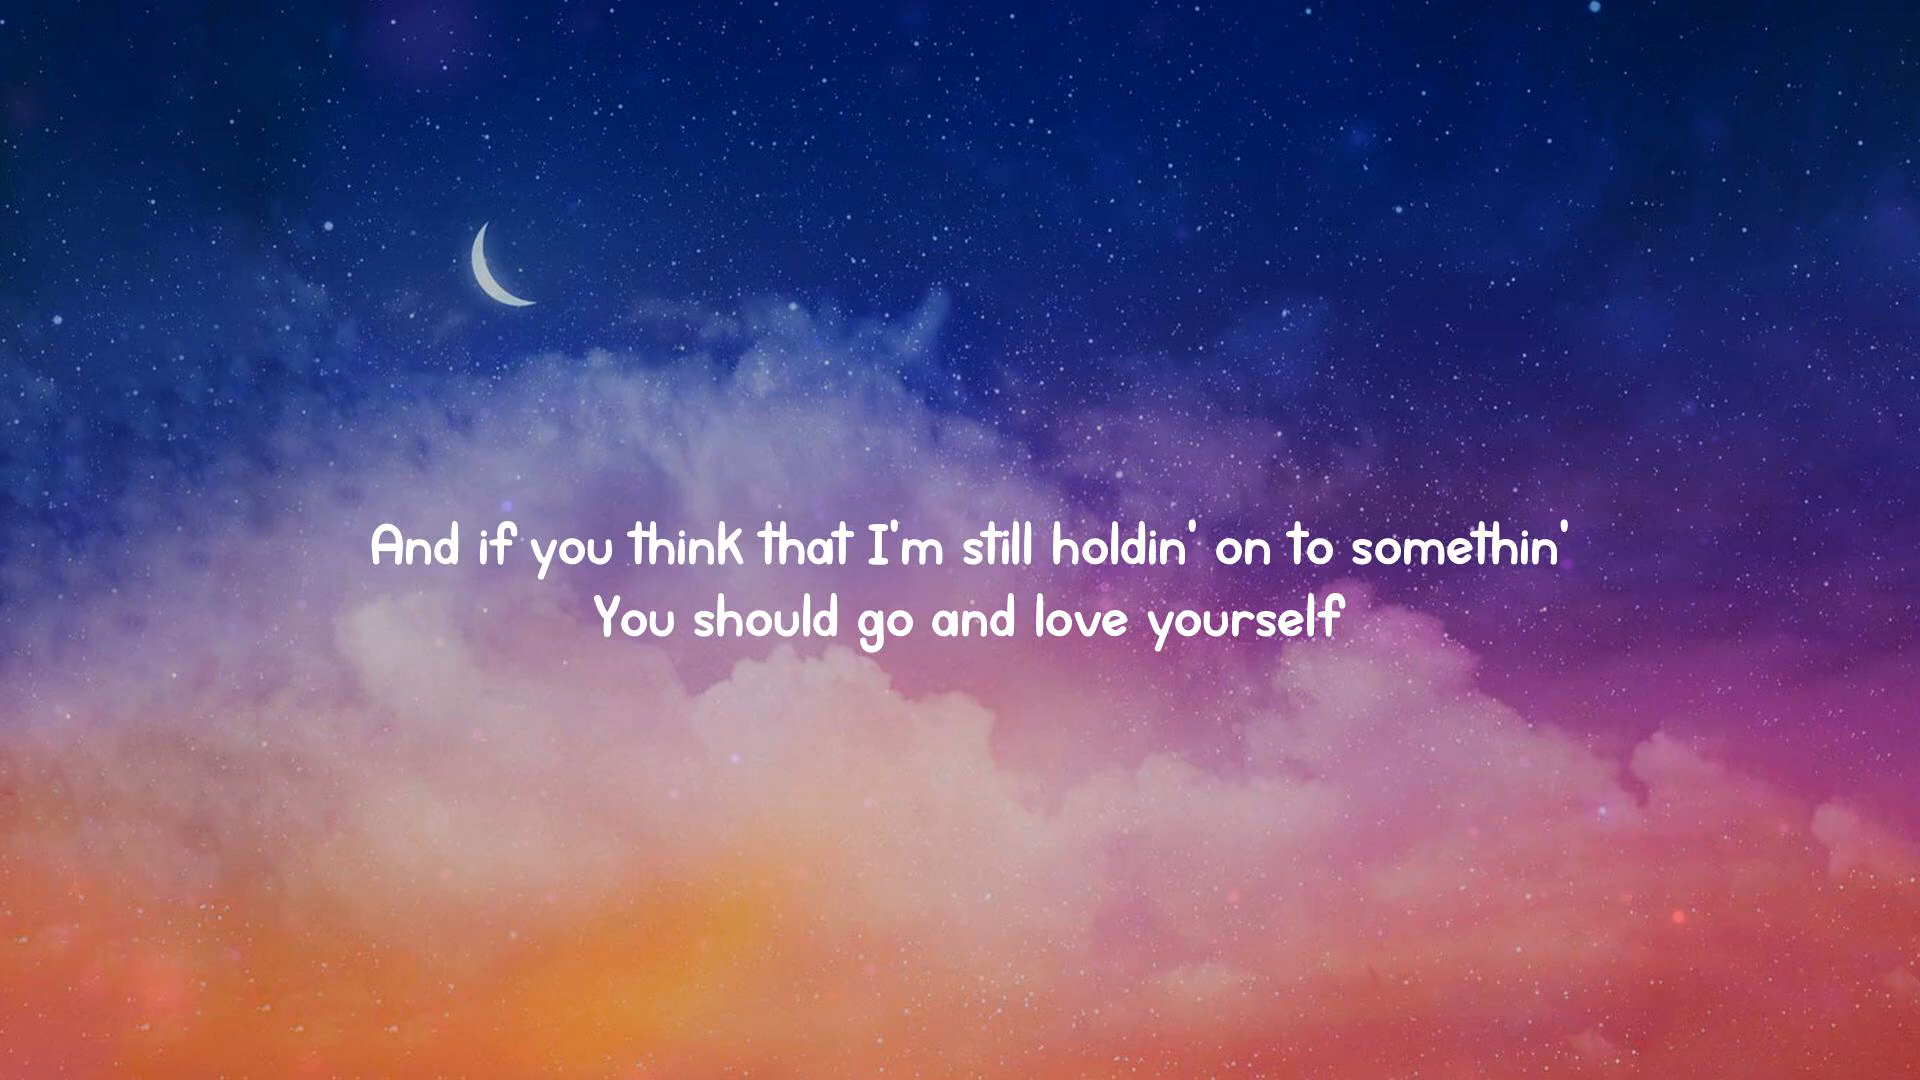 And if you think that I'm still holdin' on to somethin'
You should go and love yourself